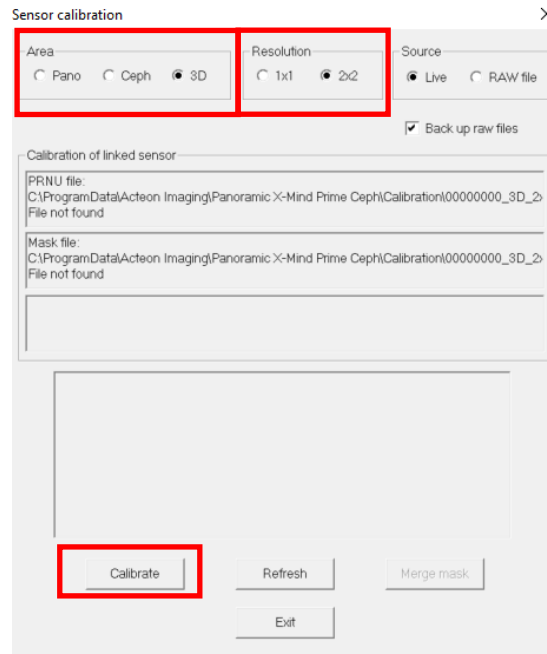 Sensor calibration
Area
Resolution
Source
Pano Ceph 3D
1x1 2x2
Live RAW file
Back up raw files
Calibration of linked sensor
PRNU file:
C:\ProgramData\Acteon Imaging\Panoramic X-Mind Prime Ceph\Calibration\00000000_3D_2x
File not found
Mask file:
C:\ProgramData\Acteon Imaging\Panoramic X-Mind Prime Ceph\Calibration\00000000_3D_2x
File not found
Calibrate
Refresh
Merge mask
Exit